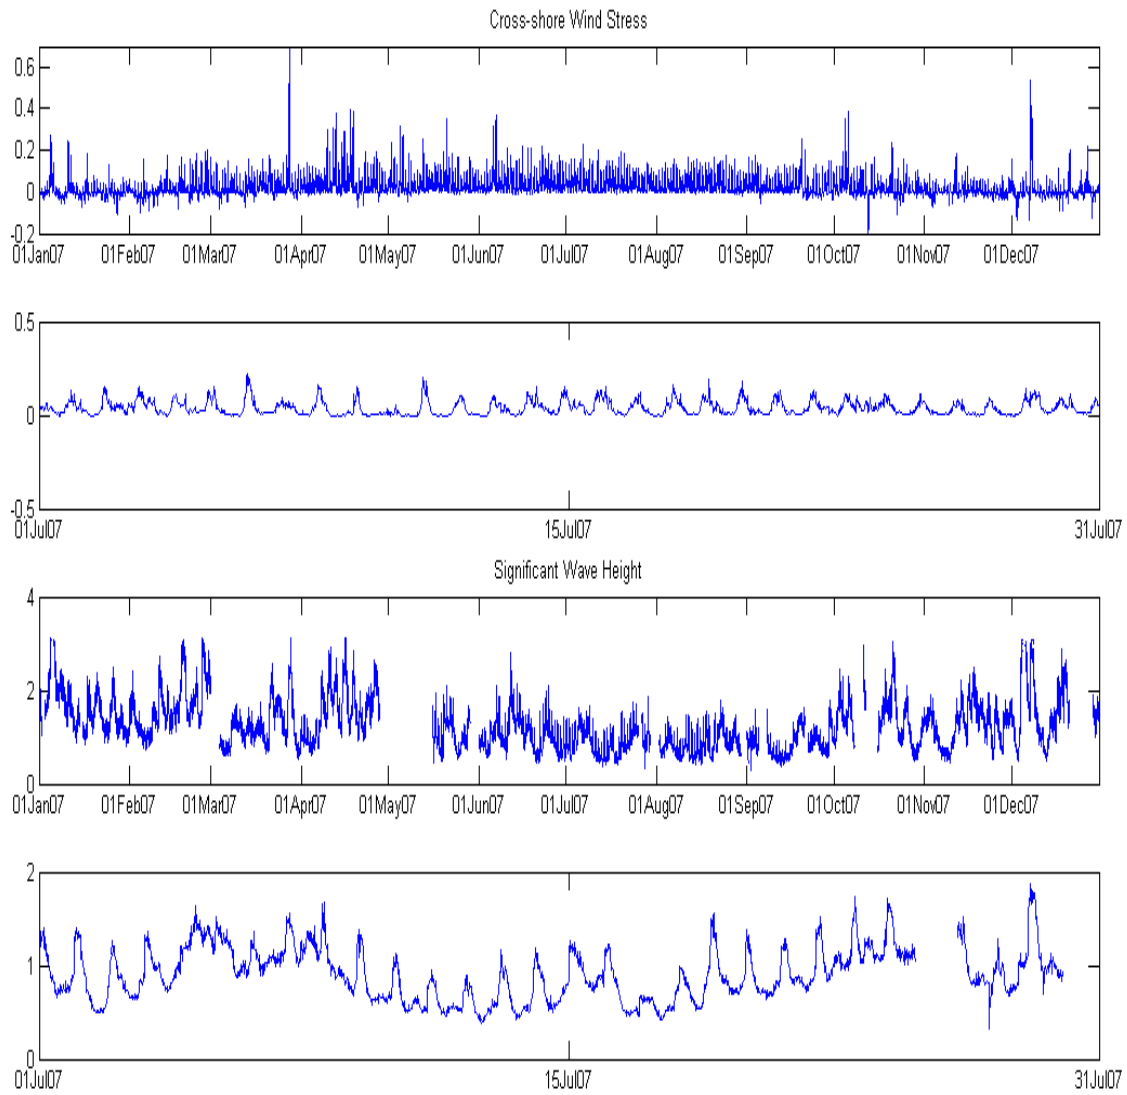 Cross-shore Wind Stress
0.6
0.4
0.2
0
-0.2
01Jan07 01Feb07 01Mar07 01Apr07 01May07 01Jun07 01Jul07 01Aug07 01Sep07 01Oct07 01Nov07 01Dec07
0.5
0
-0.5
01Jul07 15Jul07 31Jul07
Significant Wave Height
4
2
0
01Jan07 01Feb07 01Mar07 01Apr07 01May07 01Jun07 01Jul07 01Aug07 01Sep07 01Oct07 01Nov07 01Dec07
2
1
0
01Jul07 15Jul07 31Jul07